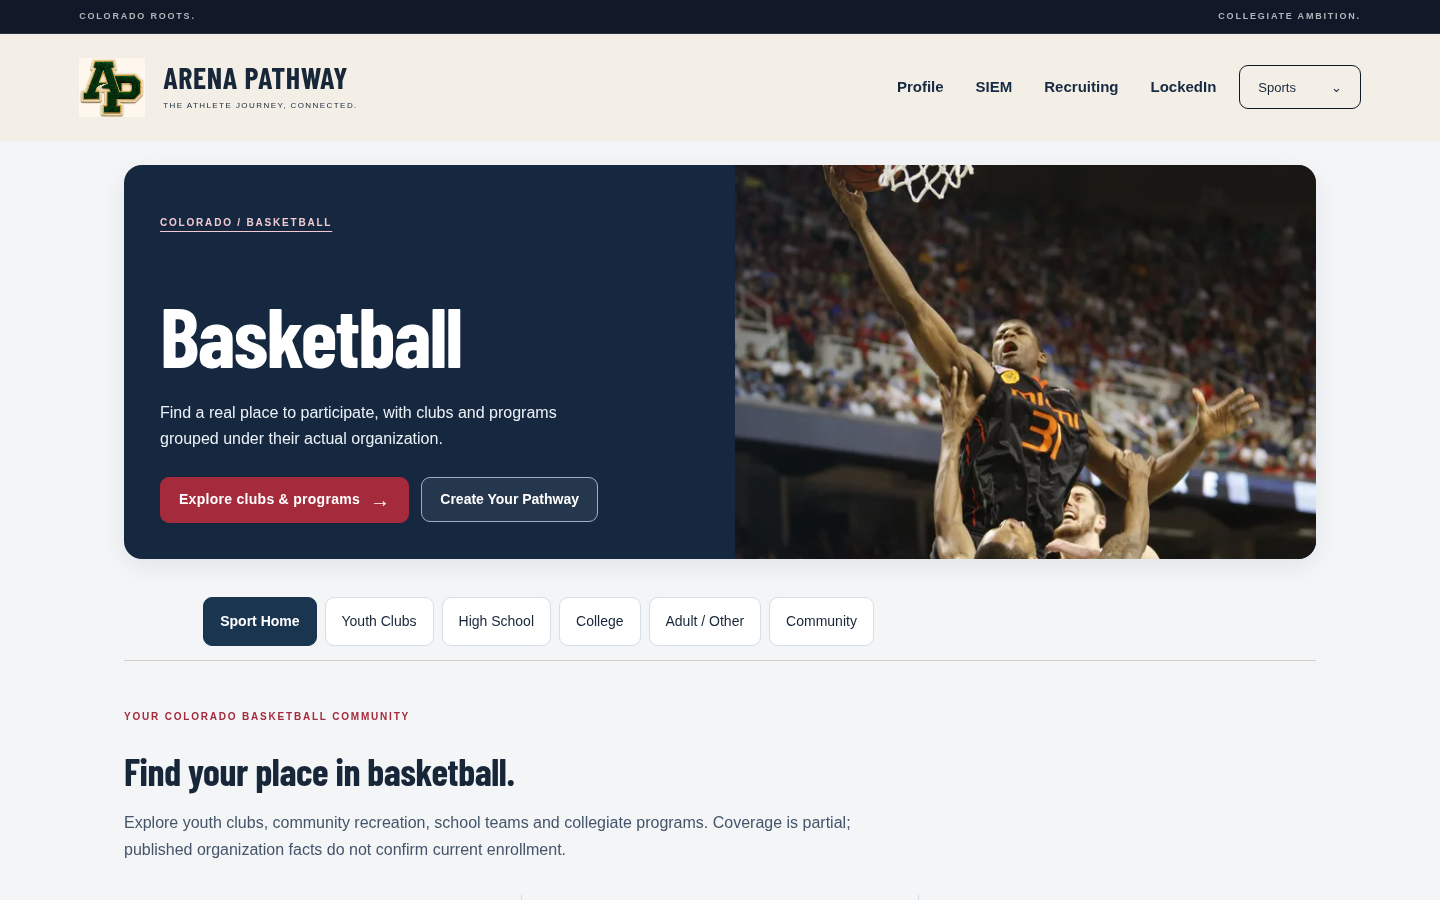 COLORADO ROOTS.
COLLEGIATE AMBITION.
AP
ARENA PATHWAY
THE ATHLETE JOURNEY, CONNECTED.
Profile
SIEM
Recruiting
LockedIn
Sports
COLORADO / BASKETBALL
Basketball
Find a real place to participate, with clubs and programs
grouped under their actual organization.
Explore clubs & programs →
Create Your Pathway
MIAMI
31
Sport Home
Youth Clubs
High School
College
Adult / Other
Community
YOUR COLORADO BASKETBALL COMMUNITY
Find your place in basketball.
Explore youth clubs, community recreation, school teams and collegiate programs. Coverage is partial;
published organization facts do not confirm current enrollment.